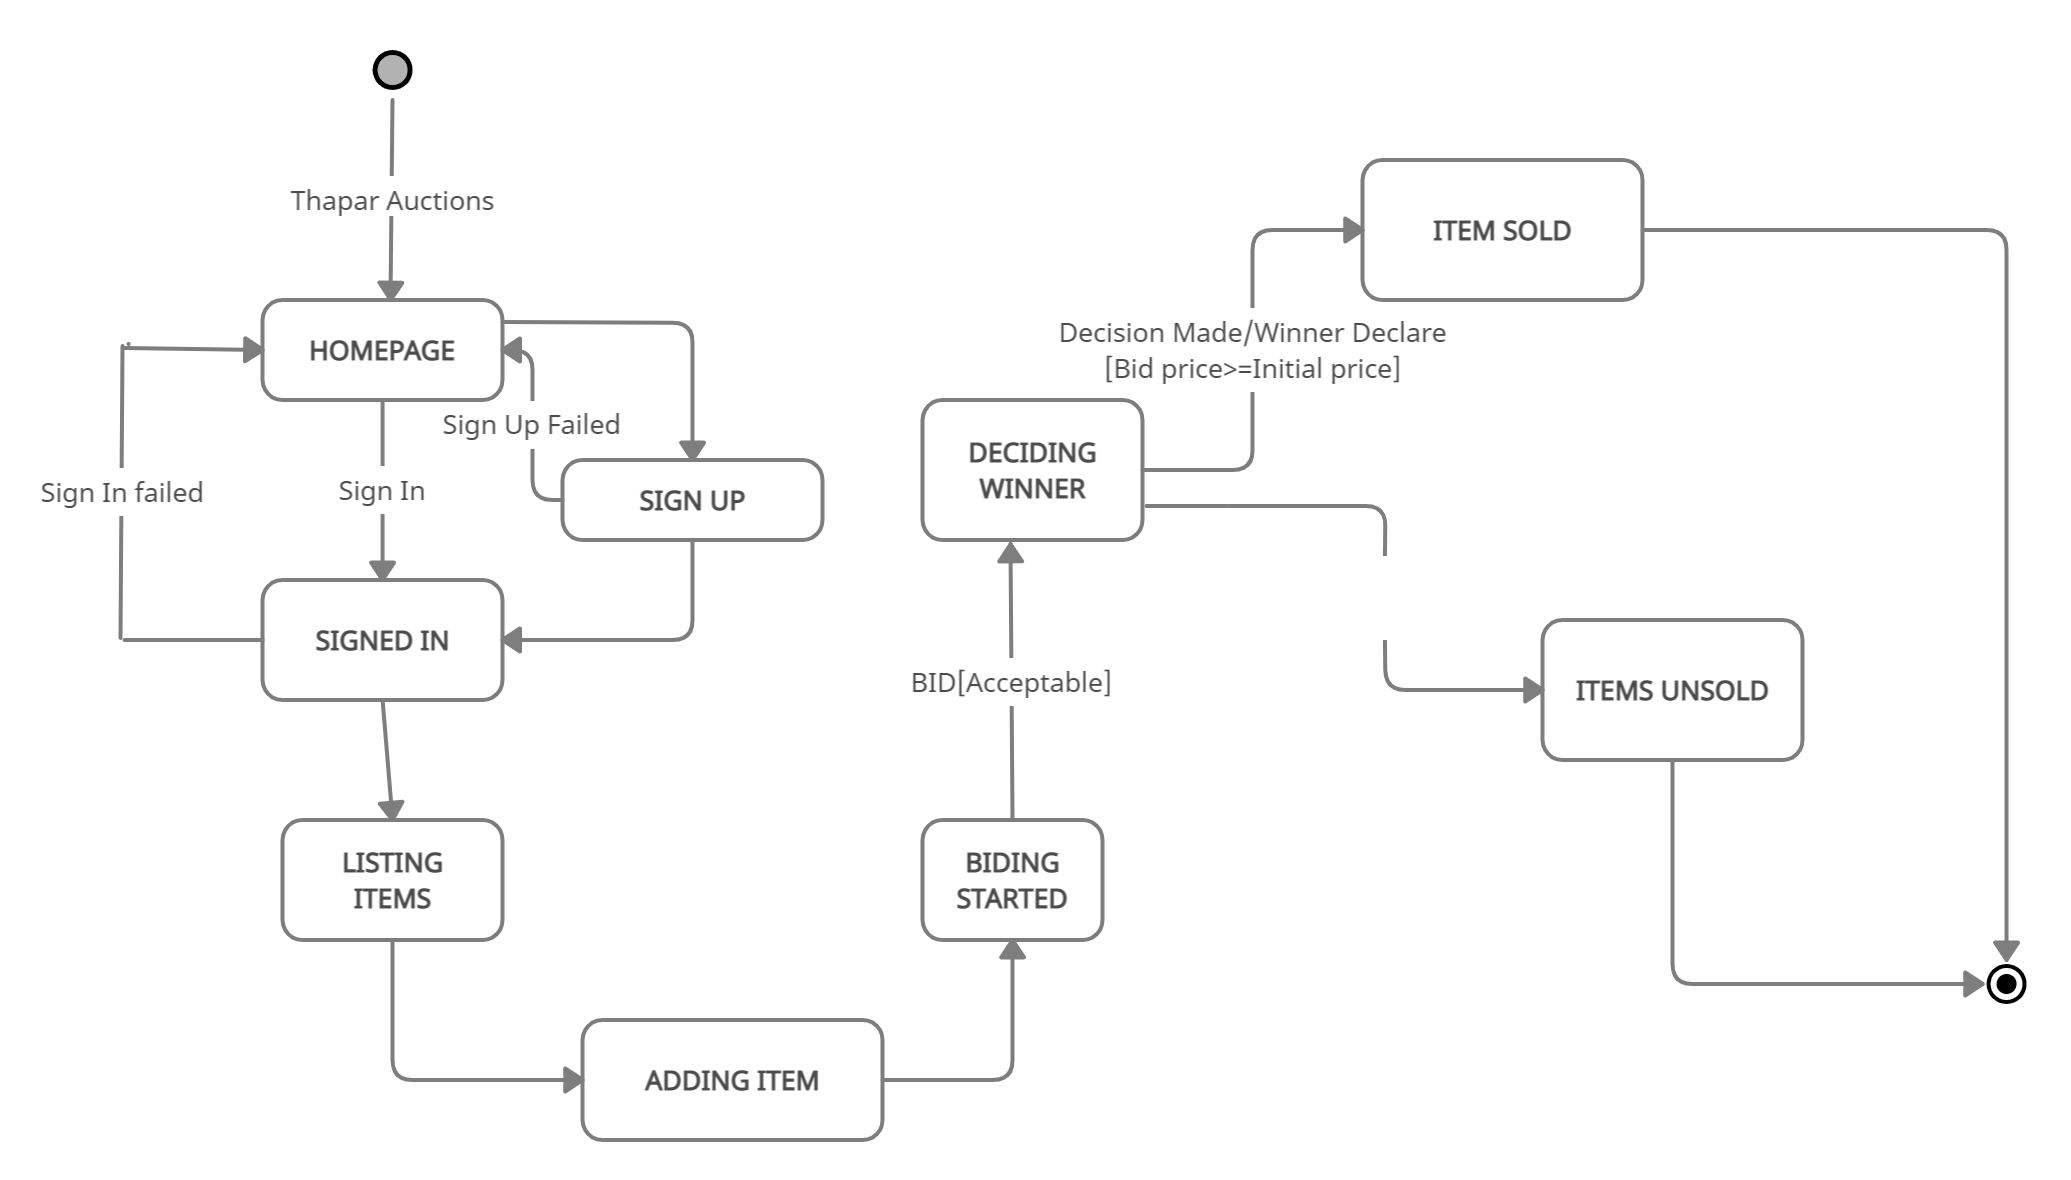 Thapar Auctions
HOMEPAGE
Sign Up Failed
Sign In failed
Sign In
SIGN UP
SIGNED IN
LISTING
ITEMS
ADDING ITEM
BIDING
STARTED
BID[Acceptable]
DECIDING
WINNER
Decision Made/Winner Declare
[Bid price>=Initial price]
ITEM SOLD
ITEMS UNSOLD